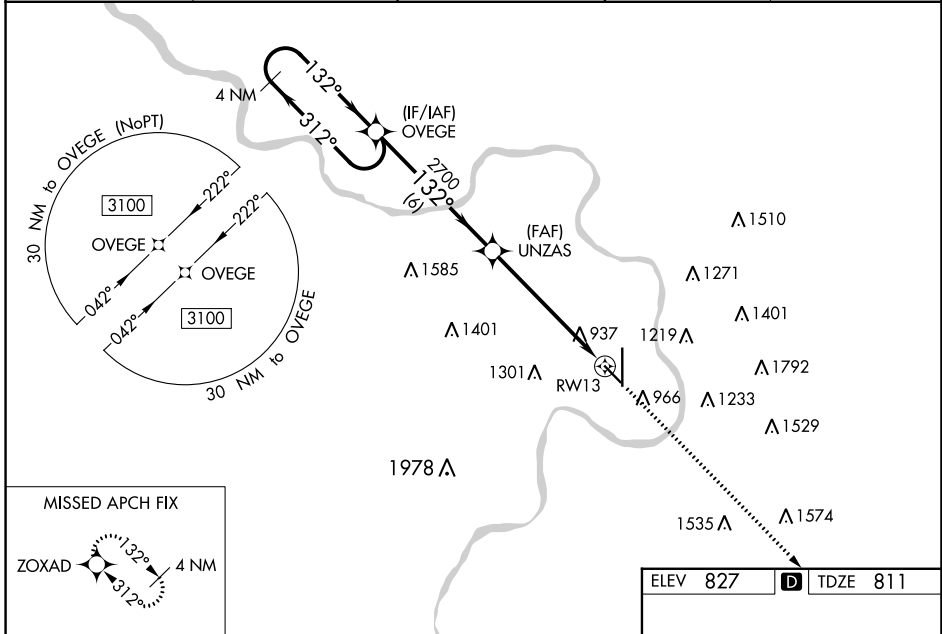 132°
4 NM
312°
(IF/IAF)
OVEGE
30 NM to OVEGE (NoPT)
222°
3100
222°
2700
132°
(6)
OVEGE
1510
(FAF)
UNZAS
OVEGE
1585
1271
042°
3100
042°
1401
1401
937
1219
30 NM to OVEGE
1301
RW13
1792
966
1233
1529
1978
MISSED APCH FIX
1535
1574
132°
ZOXAD
4 NM
312°
ELEV 827 D TDZE 811